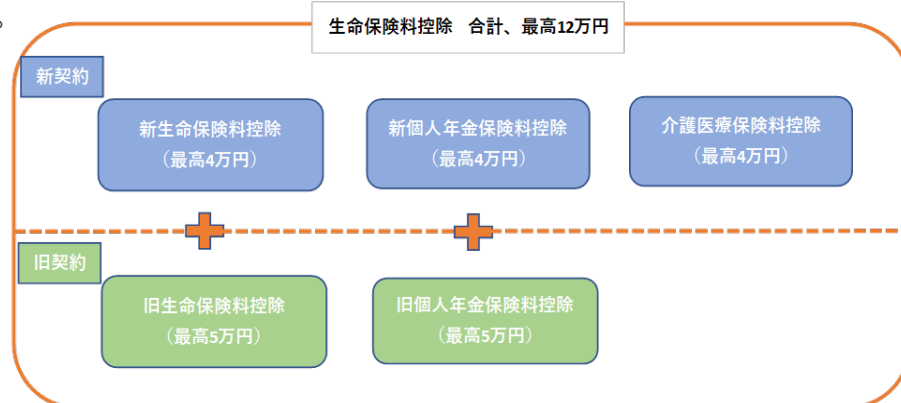 。
生命保険料控除　合計、最高12万円
新契約
新生命保険料控除
（最高4万円）
新個人年金保険料控除
（最高4万円）
介護医療保険料控除
（最高4万円）
旧契約
旧生命保険料控除
（最高5万円）
旧個人年金保険料控除
（最高5万円）